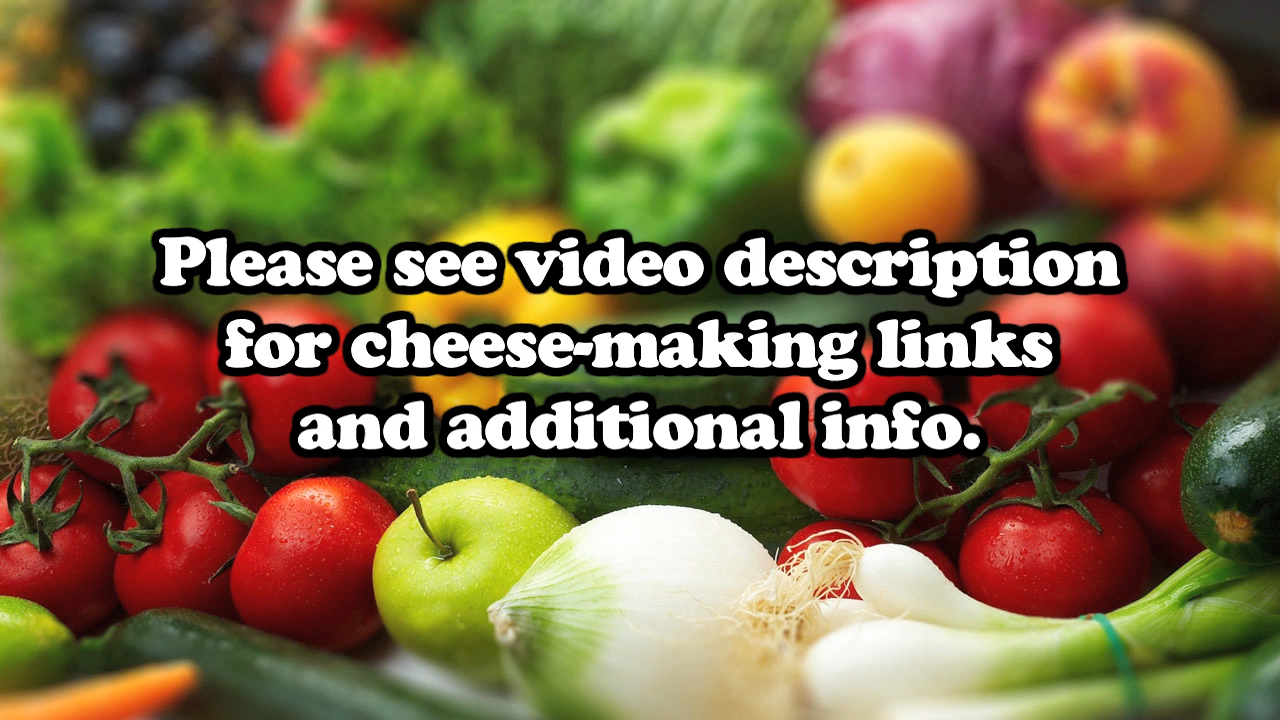 Please see video description
for cheese-making links
and additional info.